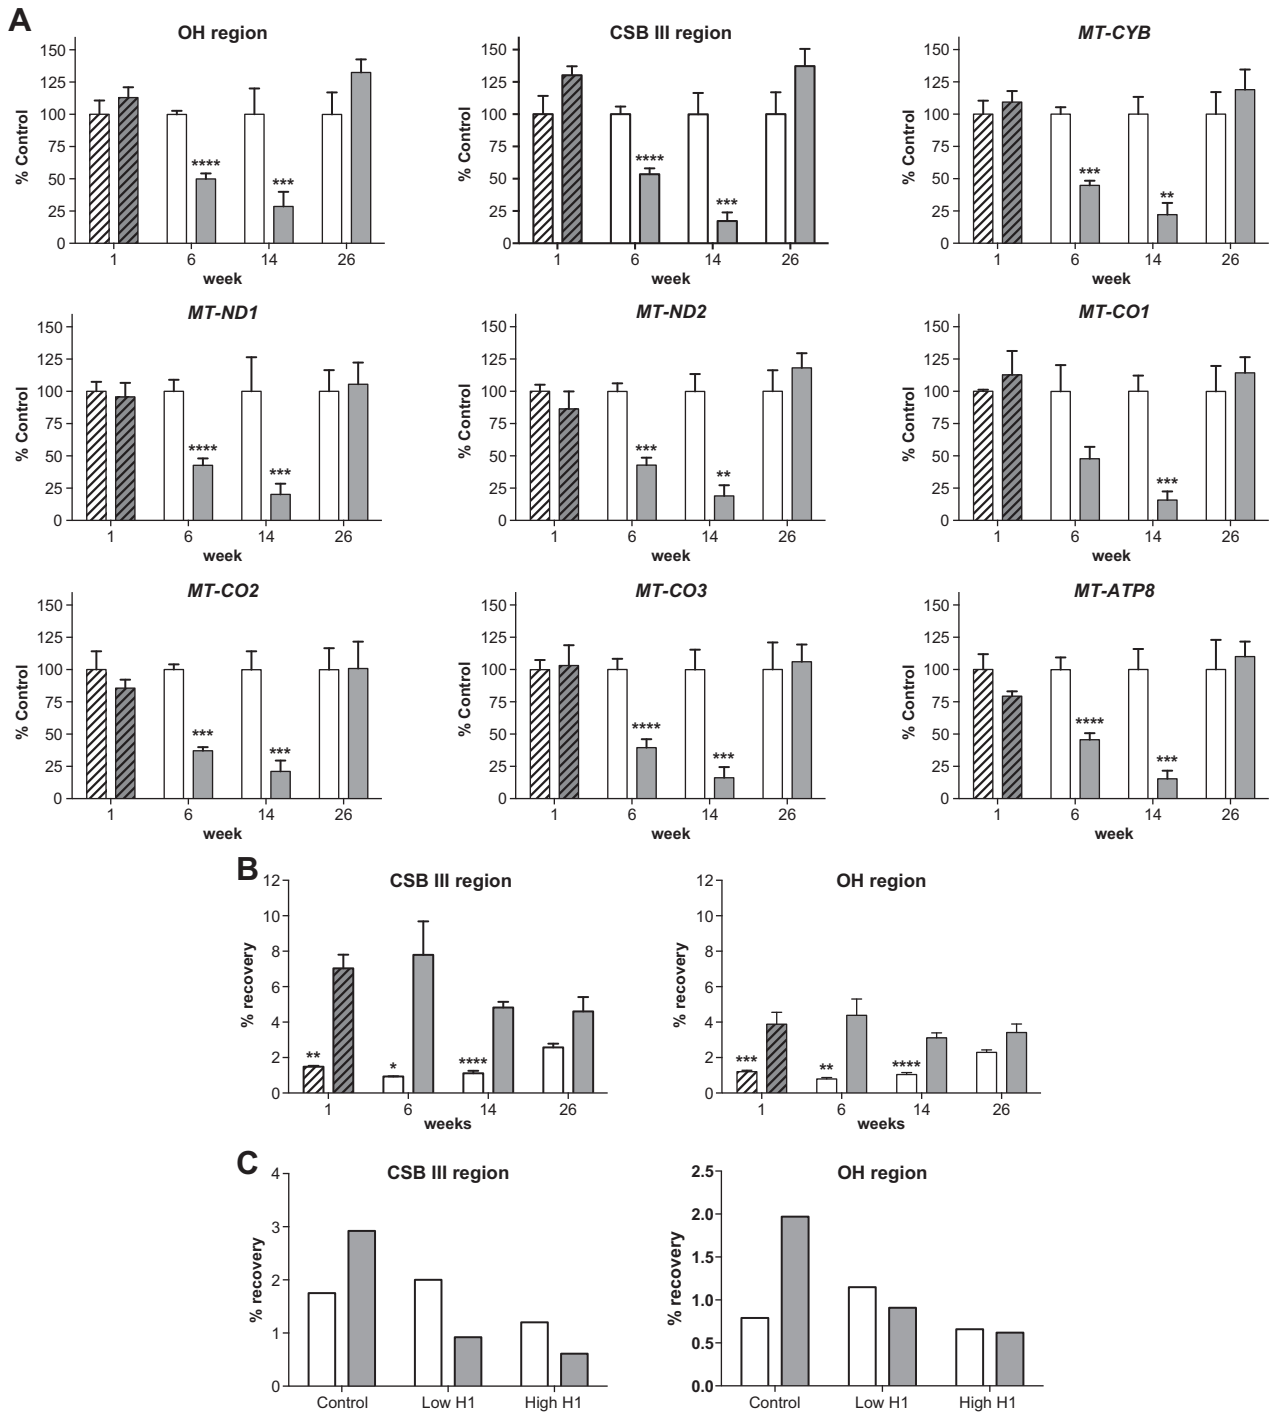 A
OH region
CSB III region
MT-CYB
% Control
150
125
100
75
50
25
0
**** ***
1 6 14 26
week
% Control
150
125
100
75
50
25
0
**** ***
1 6 14 26
week
% Control
150
125
100
75
50
25
0
*** **
1 6 14 26
week
MT-ND1
MT-ND2
MT-CO1
% Control
150
125
100
75
50
25
0
**** ***
1 6 14 26
week
% Control
150
125
100
75
50
25
0
*** **
1 6 14 26
week
% Control
150
125
100
75
50
25
0
***
1 6 14 26
week
MT-CO2
MT-CO3
MT-ATP8
% Control
150
125
100
75
50
25
0
*** ***
1 6 14 26
week
% Control
150
125
100
75
50
25
0
**** ***
1 6 14 26
week
% Control
150
125
100
75
50
25
0
**** ***
1 6 14 26
week
B
CSB III region
% recovery
12
10
8
6
4
2
0
** * ****
1 6 14 26
weeks
OH region
% recovery
12
10
8
6
4
2
0
*** ** ****
1 6 14 26
weeks
C
CSB III region
% recovery
4
3
2
1
0
Control Low H1 High H1
OH region
% recovery
2.5
2.0
1.5
1.0
0.5
0.0
Control Low H1 High H1